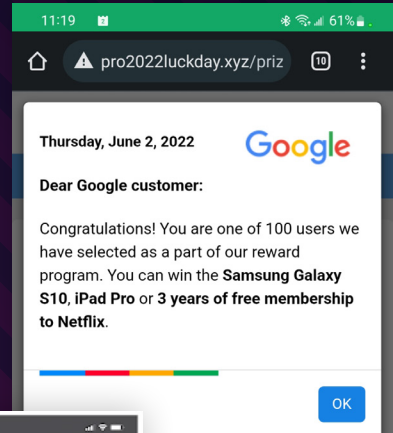 11:19 61%
pro2022luckday.xyz/priz 10
Thursday, June 2, 2022 Google
Dear Google customer:
Congratulations! You are one of 100 users we
have selected as a part of our reward
program. You can win the Samsung Galaxy
S10, iPad Pro or 3 years of free membership
to Netflix.
OK